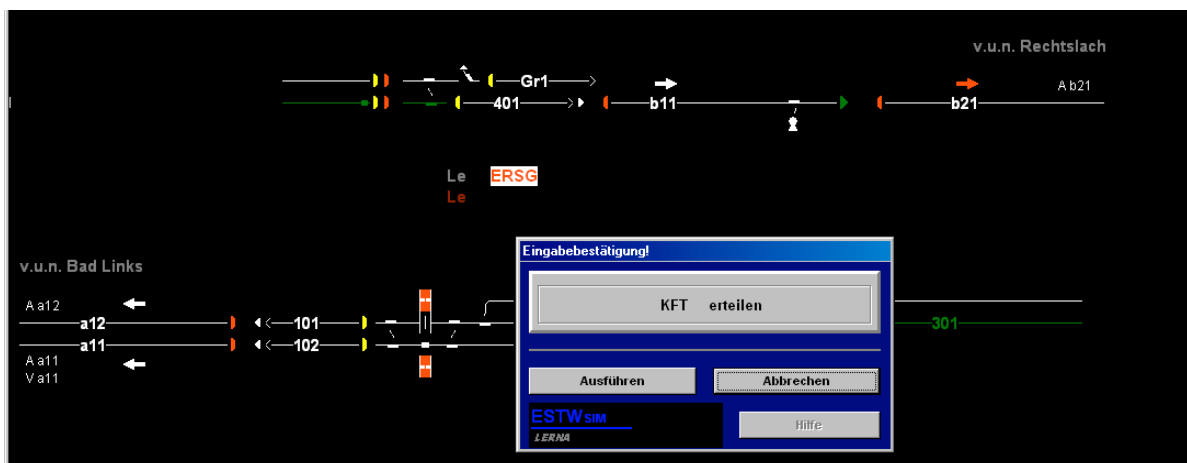 v.u.n. Rechtslach
Gr1
A b21
401
b11
b21
Le ERSG
Le
Eingabebestätigung!
v.u.n. Bad Links
KFT erteilen
A a12
a12
101
301
a11
102
A a11
V a11
Ausführen
Abbrechen
ESTW SIM
LERNA
Hilfe